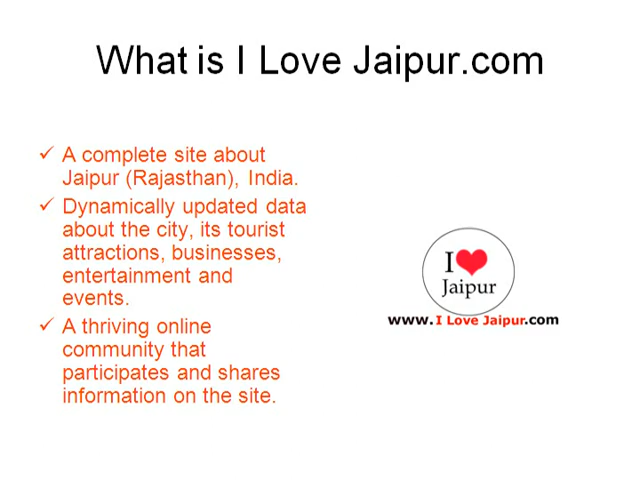 What is I Love Jaipur.com
A complete site about
Jaipur (Rajasthan), India.
Dynamically updated data
about the city, its tourist
attractions, businesses,
entertainment and
events.
A thriving online
community that
participates and shares
information on the site.
I
Jaipur
www.I Love Jaipur.com